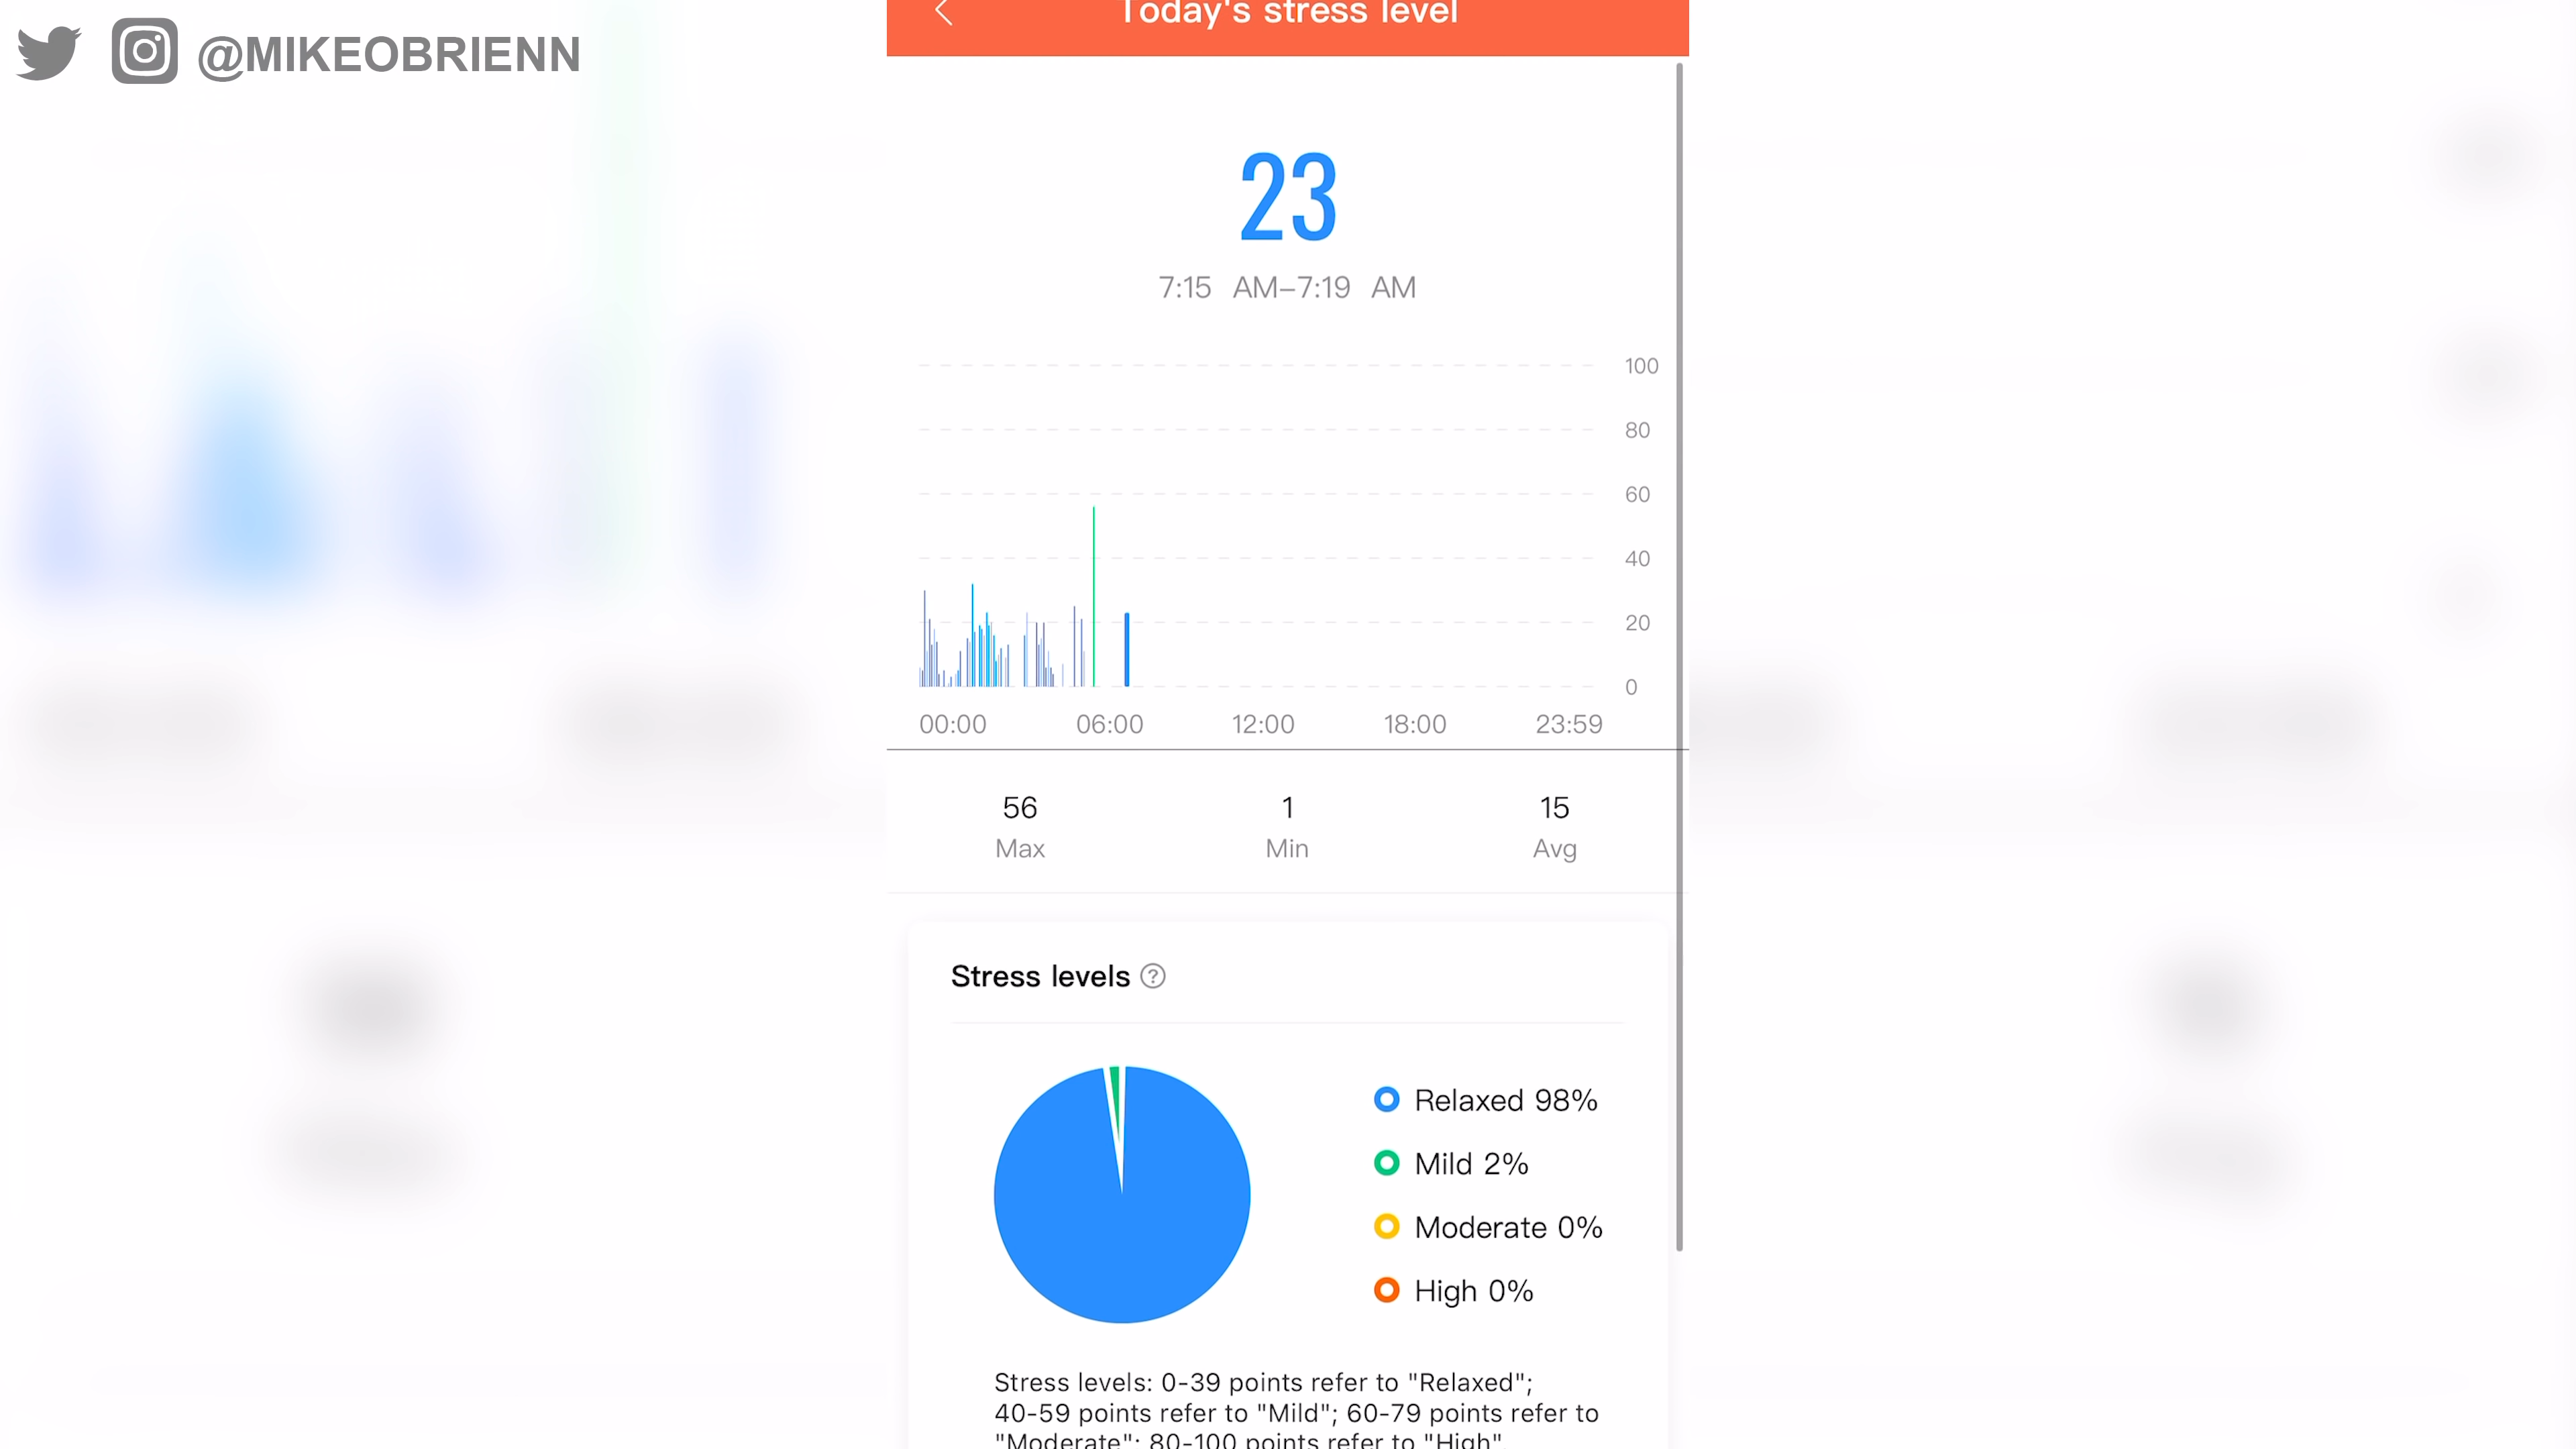 @MIKEOBRIENN
Today's stress level
23
7:15 AM–7:19 AM
100
80
60
40
20
0
00:00 06:00 12:00 18:00 23:59
56 1 15
Max Min Avg
Stress levels ?
Relaxed 98%
Mild 2%
Moderate 0%
High 0%
Stress levels: 0-39 points refer to "Relaxed";
40-59 points refer to "Mild"; 60-79 points refer to
"Moderate"; 80-100 points refer to "High".